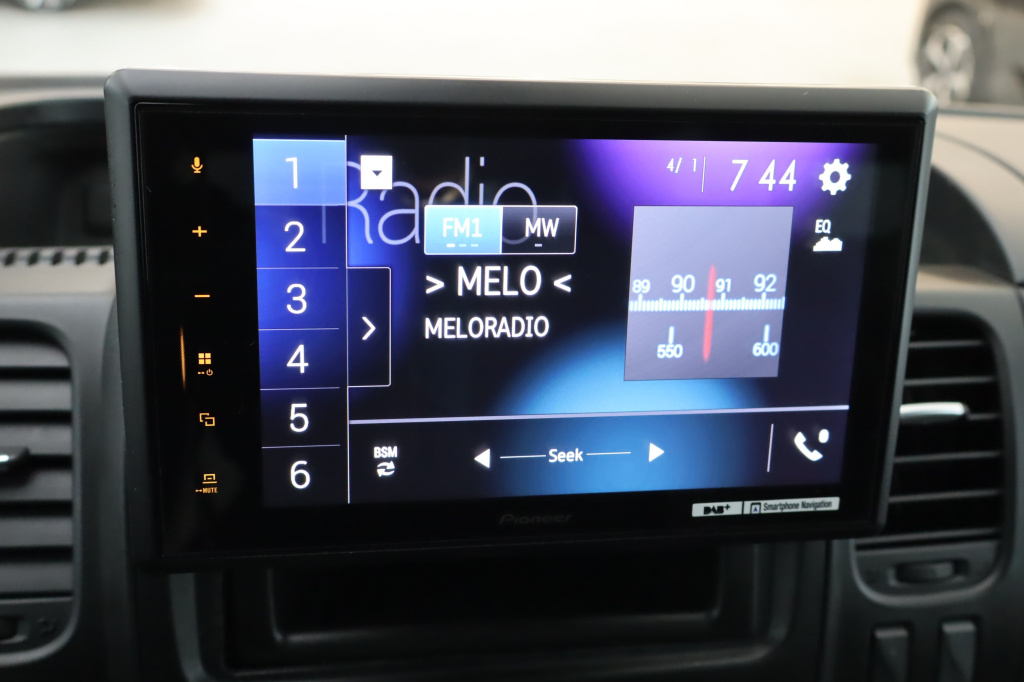 Radio
4/ 1 7 44
1
2
3
4
5
6
FM1 MW
EQ
> MELO <
MELORADIO
89 90 91 92
550 600
BSM
Seek
MUTE
Pioneer
DAB+ Smartphone Navigation